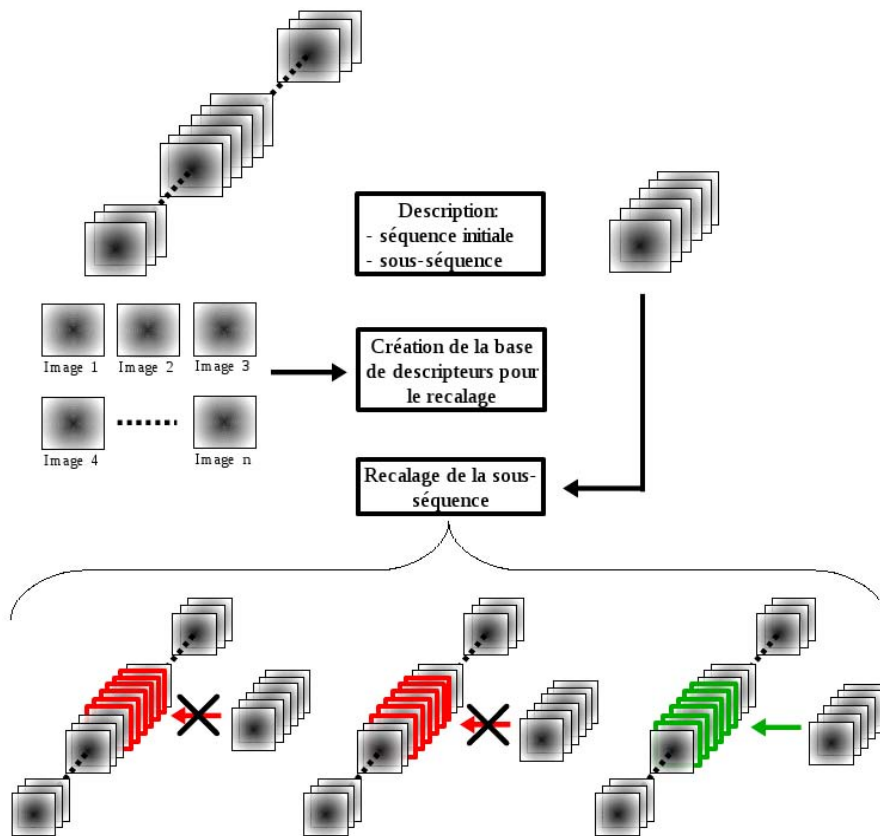 Description:
- séquence initiale
- sous-séquence
Image 1
Image 2
Image 3
Création de la base
de descripteurs pour
le recalage
Image 4
Image n
Recalage de la sous-
séquence